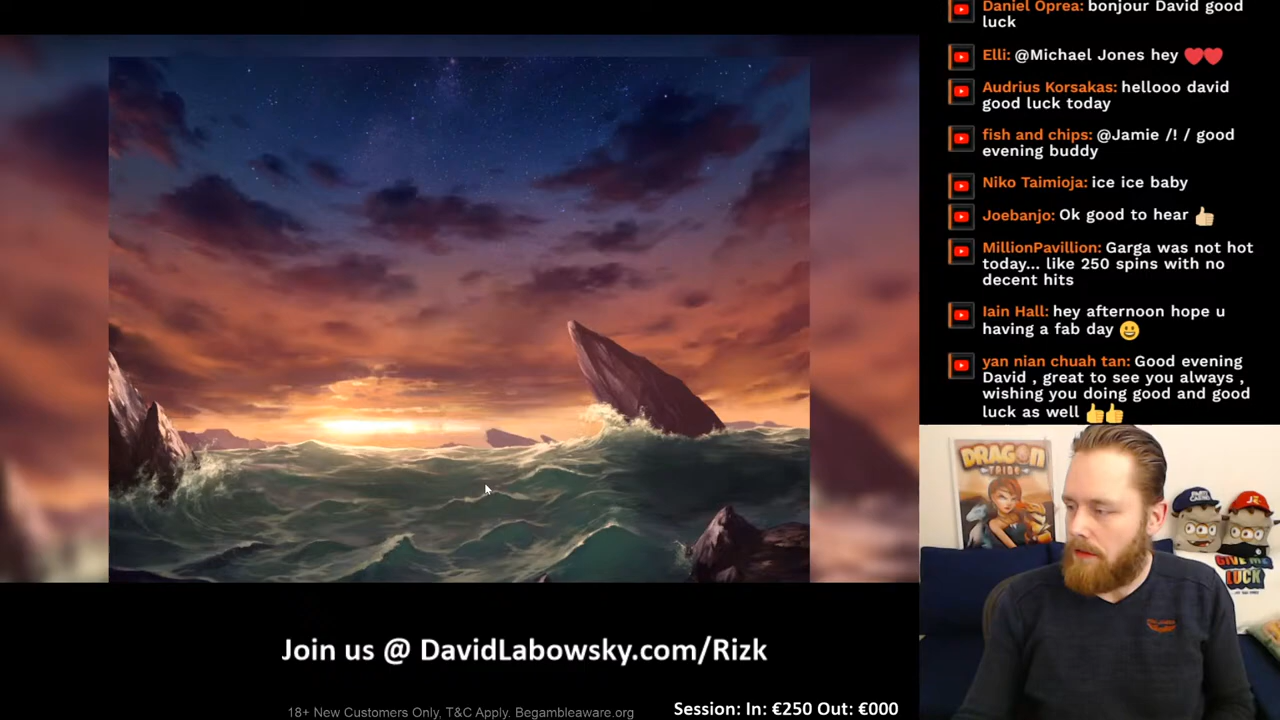 Daniel Oprea: bonjour David good
luck
Elli: @Michael Jones hey ❤️❤️
Audrius Korsakas: hellooo david
good luck today
fish and chips: @Jamie /! / good
evening buddy
Niko Taimioja: ice ice baby
Joebanjo: Ok good to hear 👍🏻
MillionPavillion: Garga was not hot
today... like 250 spins with no
decent hits
Iain Hall: hey afternoon hope u
having a fab day 😀
yan nian chuah tan: Good evening
David , great to see you always ,
wishing you doing good and good
luck as well 👍👍
DRAGON
TRIBE
GIVE ME
LUCK
Join us @ DavidLabowsky.com/Rizk
18+ New Customers Only, T&C Apply. Begambleaware.org
Session: In: €250 Out: €000